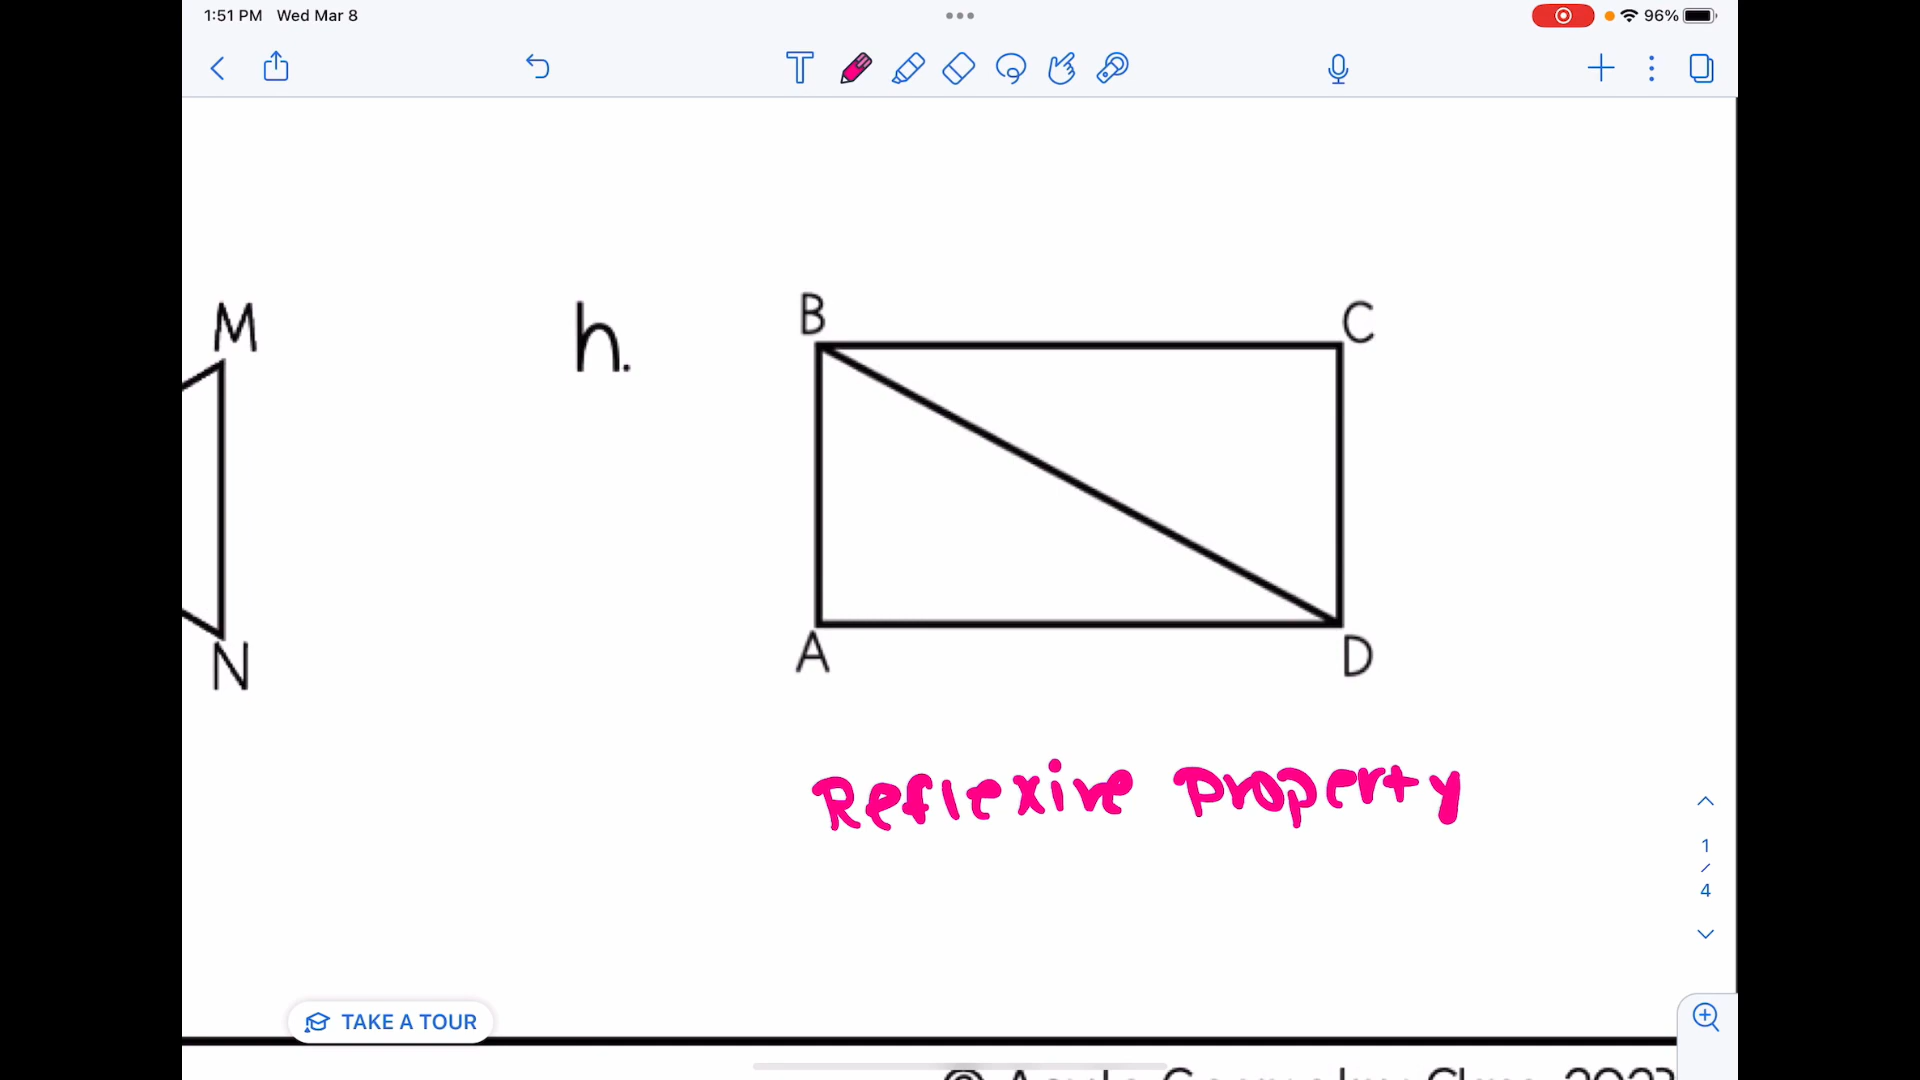 1:51 PM Wed Mar 8
96%
M
h.
B
C
N
A
D
Reflexive Property
1
/
4
TAKE A TOUR